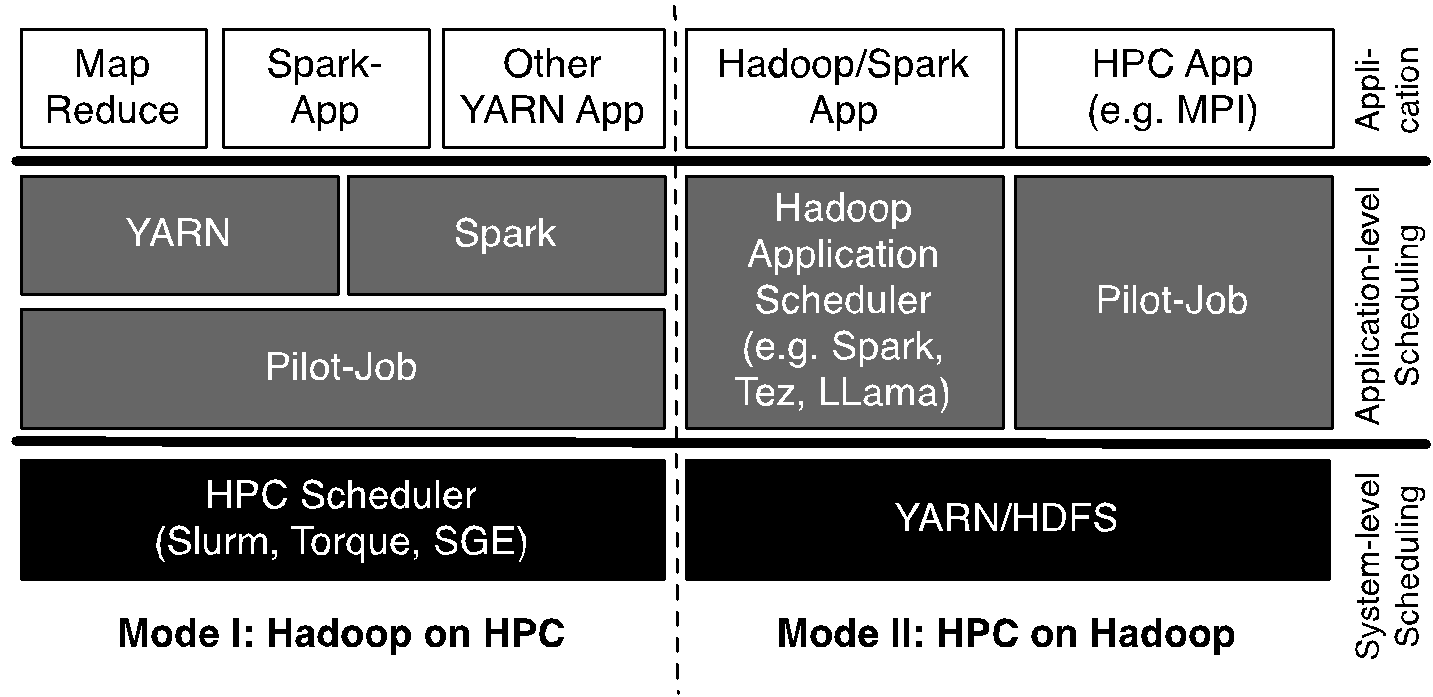 Map
Reduce
Spark-
App
Other
YARN App
Hadoop/Spark
App
HPC App
(e.g. MPI)
Appli-
cation
YARN
Spark
Pilot-Job
Hadoop
Application
Scheduler
(e.g. Spark,
Tez, LLama)
Pilot-Job
Application-level
Scheduling
HPC Scheduler
(Slurm, Torque, SGE)
YARN/HDFS
System-level
Scheduling
Mode I: Hadoop on HPC
Mode II: HPC on Hadoop